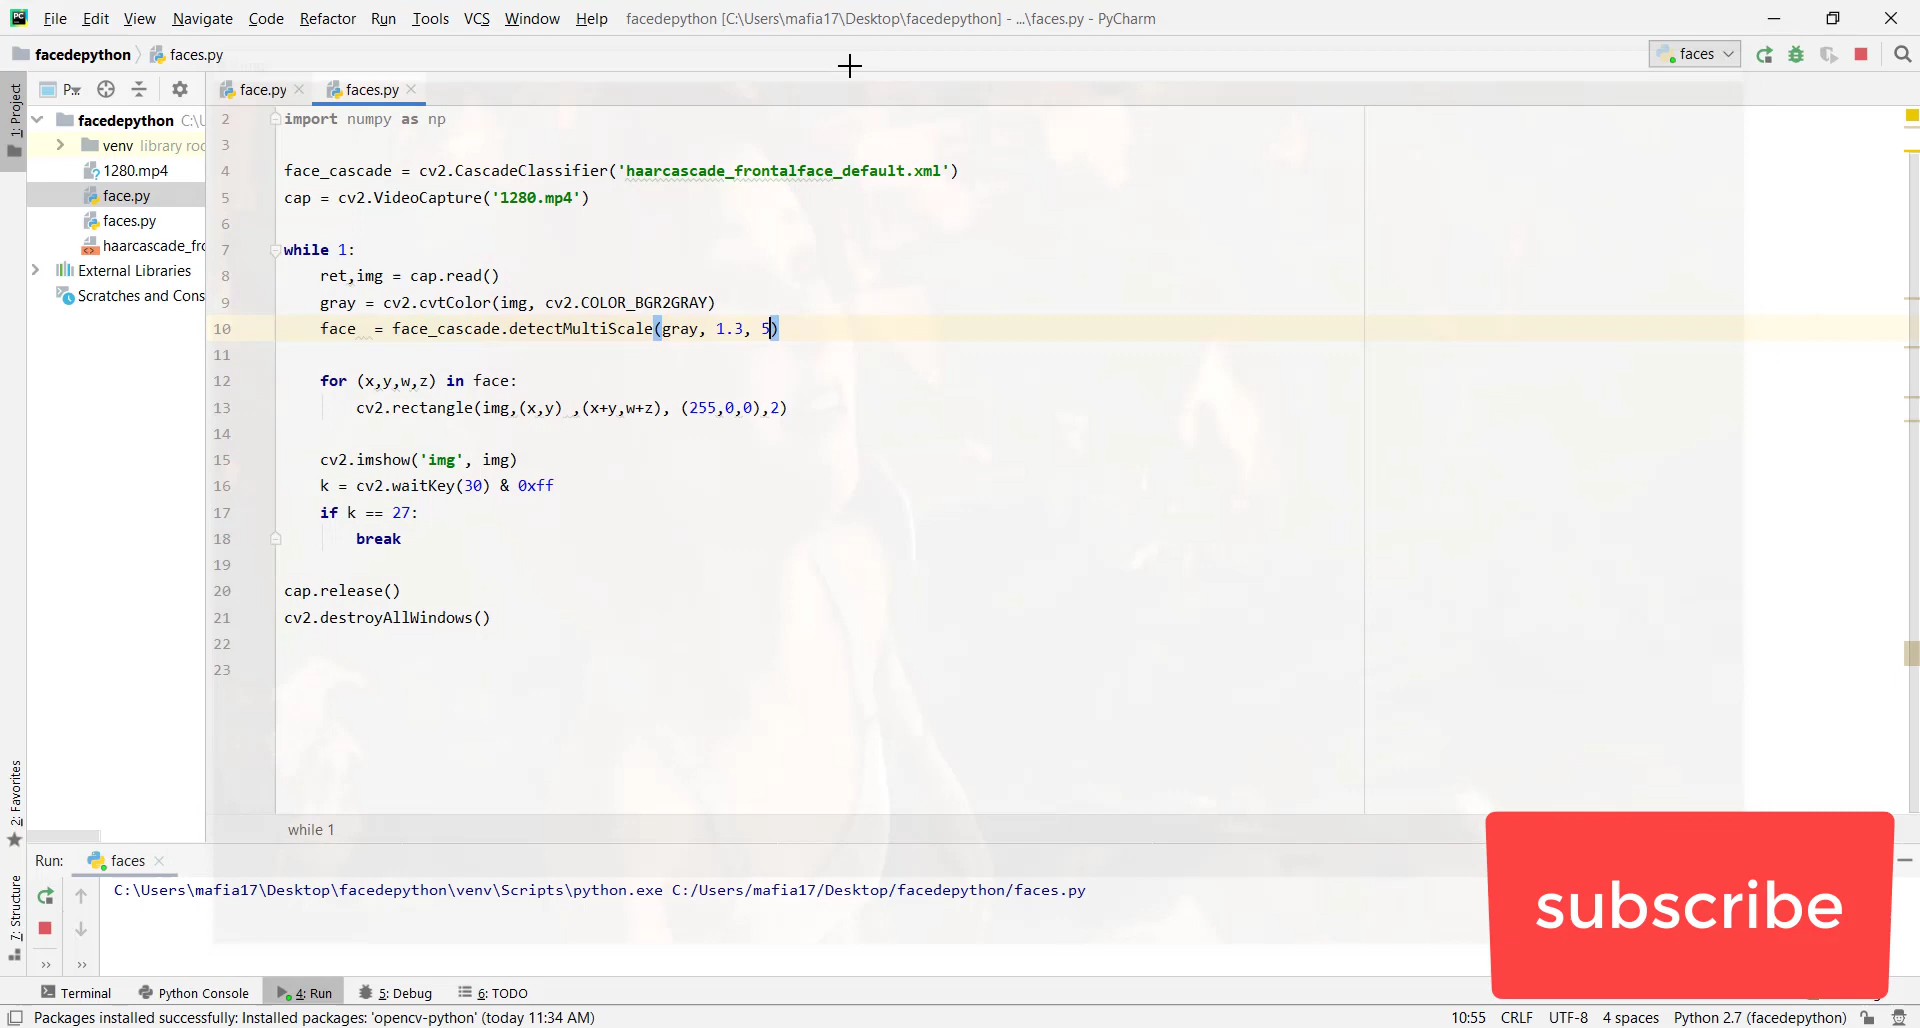 File Edit View Navigate Code Refactor Run Tools VCS Window Help facedepython [C:\Users\mafia17\Desktop\facedepython] - ...\faces.py - PyCharm
facedepython faces.py faces
1: Project P... face.py faces.py
facedepython C:\U
venv library roo
1280.mp4
face.py
faces.py
haarcascade_fro
External Libraries
Scratches and Cons
2 import numpy as np
3
4 face_cascade = cv2.CascadeClassifier('haarcascade_frontalface_default.xml')
5 cap = cv2.VideoCapture('1280.mp4')
6
7 while 1:
8 ret,img = cap.read()
9 gray = cv2.cvtColor(img, cv2.COLOR_BGR2GRAY)
10 face  = face_cascade.detectMultiScale(gray, 1.3, 5)
11
12 for (x,y,w,z) in face:
13 cv2.rectangle(img,(x,y) ,(x+y,w+z), (255,0,0),2)
14
15 cv2.imshow('img', img)
16 k = cv2.waitKey(30) & 0xff
17 if k == 27:
18 break
19
20 cap.release()
21 cv2.destroyAllWindows()
22
23
while 1
2: Favorites
7: Structure
Run: faces
C:\Users\mafia17\Desktop\facedepython\venv\Scripts\python.exe C:/Users/mafia17/Desktop/facedepython/faces.py
subscribe
Terminal Python Console 4: Run 5: Debug 6: TODO
Packages installed successfully: Installed packages: 'opencv-python' (today 11:34 AM) 10:55 CRLF UTF-8 4 spaces Python 2.7 (facedepython)